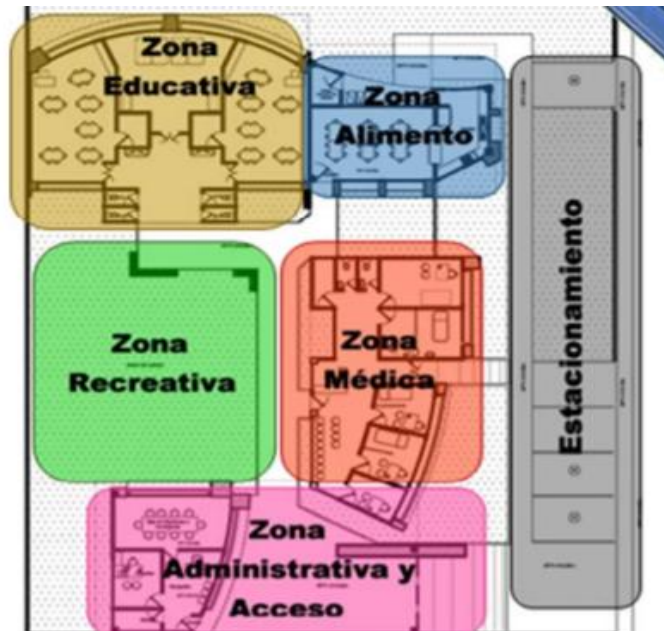 Zona
Educativa
Zona
Alimento
Zona
Recreativa
Zona
Médica
Estacionamiento
Zona
Administrativa y
Acceso